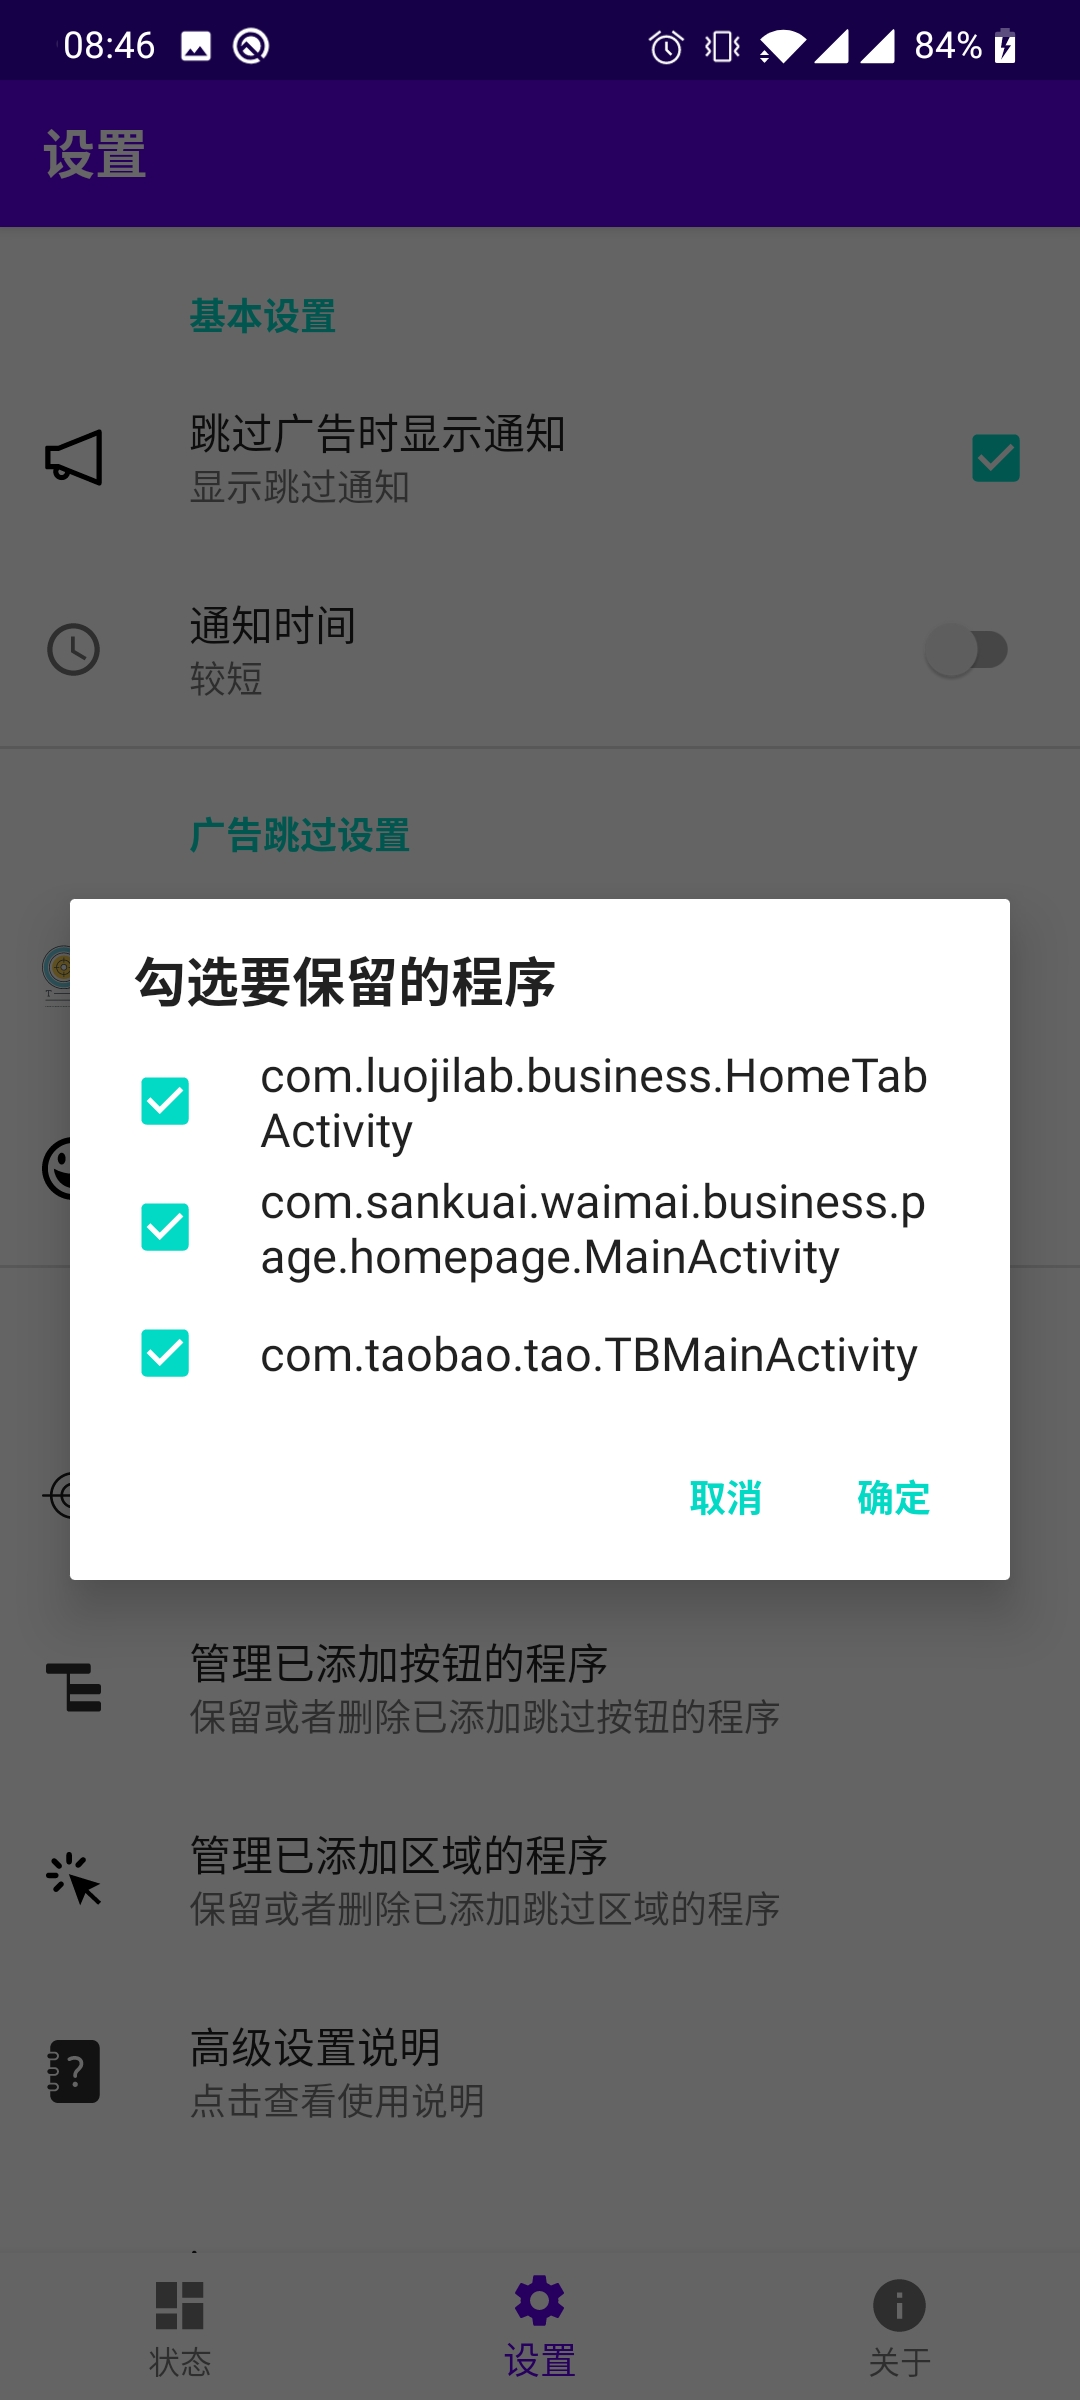 08:46
84%
设置
基本设置
跳过广告时显示通知
显示跳过通知
通知时间
较短
广告跳过设置
勾选要保留的程序
com.luojilab.business.HomeTab
Activity
com.sankuai.waimai.business.p
age.homepage.MainActivity
com.taobao.tao.TBMainActivity
取消
确定
管理已添加按钮的程序
保留或者删除已添加跳过按钮的程序
管理已添加区域的程序
保留或者删除已添加跳过区域的程序
高级设置说明
点击查看使用说明
状态
设置
关于